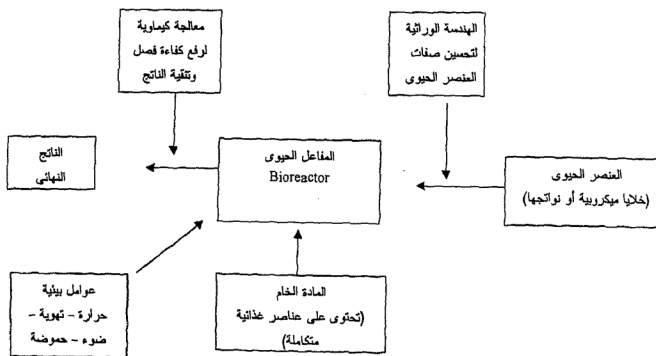 الهندسة الوراثية
لتحسين صفات
العنصر الحيوى
معالجة كيماوية
لرفع كفاءة فصل
وتنقية الناتج
العنصر الحيوى
(خلايا ميكروبية أو نواتجها)
المفاعل الحيوى
Bioreactor
الناتج
النهائى
المادة الخام
(تحتوى على عناصر غذائية
متكاملة)
عوامل بيئية
حرارة – تهوية –
ضوء – حموضة